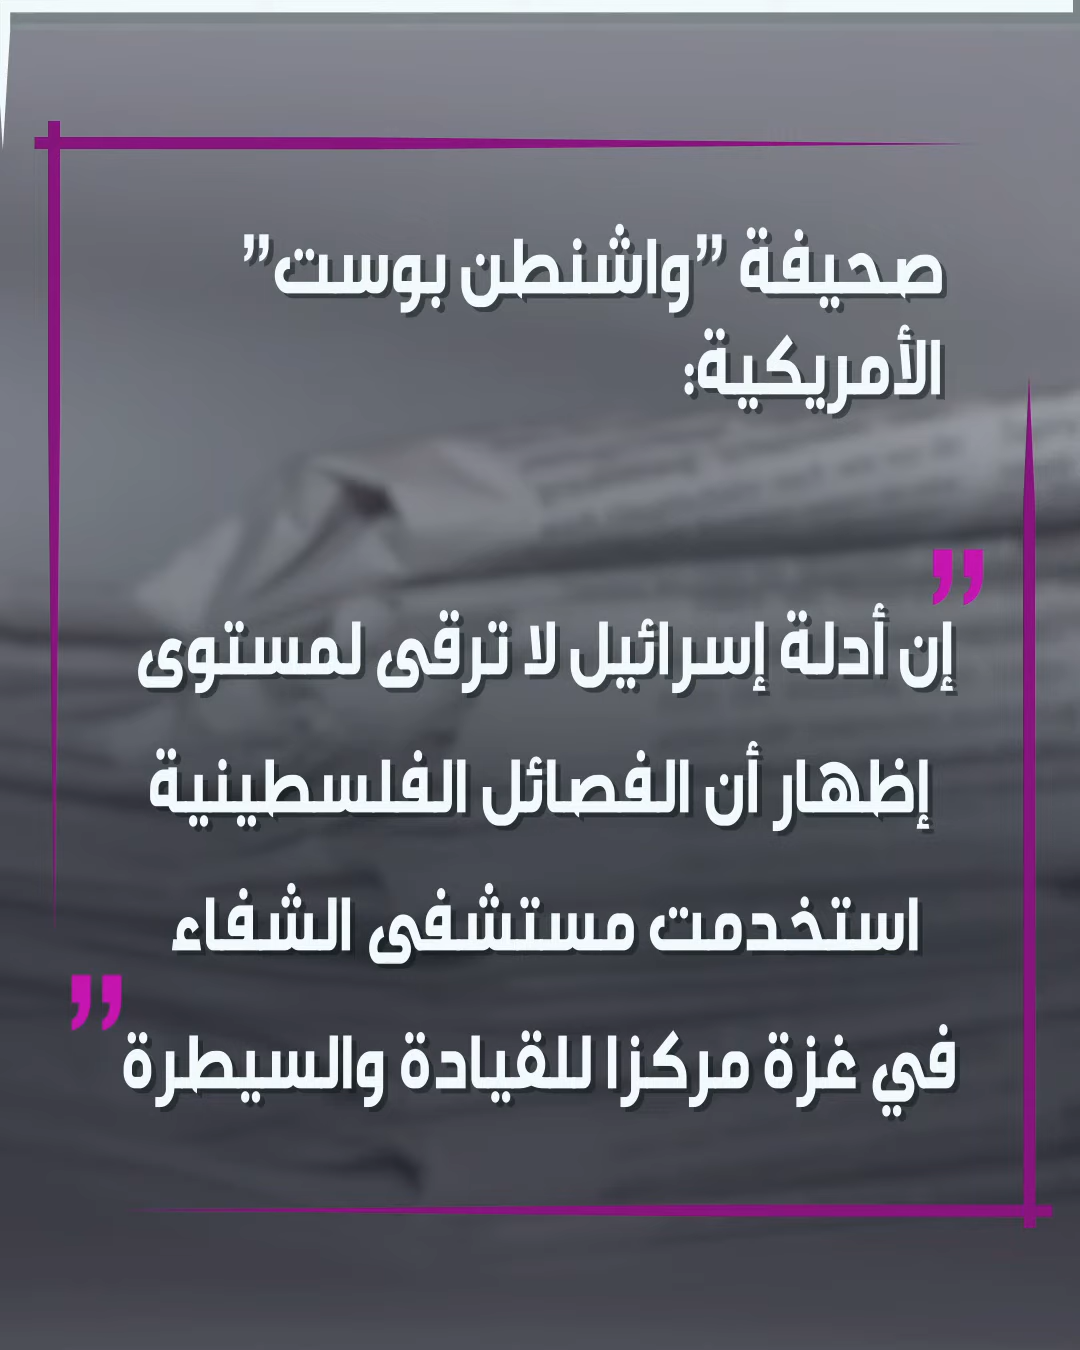 صحيفة ”واشنطن بوست”
الأمريكية:
”
إن أدلة إسرائيل لا ترقى لمستوى
إظهار أن الفصائل الفلسطينية
استخدمت مستشفى الشفاء
في غزة مركزا للقيادة والسيطرة”